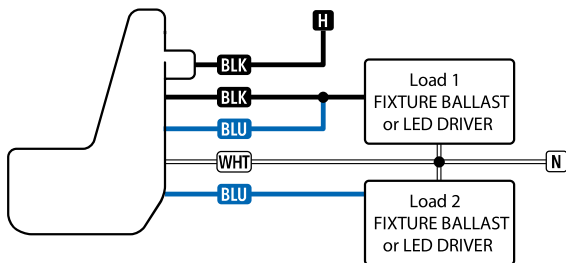 H
BLK
BLK
BLU
WHT
BLU
Load 1
FIXTURE BALLAST
or LED DRIVER
N
Load 2
FIXTURE BALLAST
or LED DRIVER